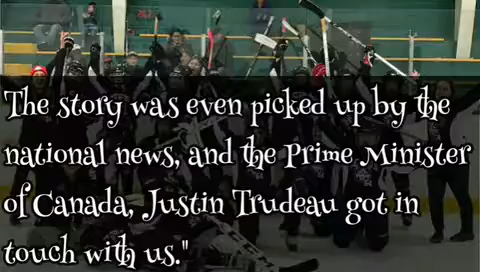 The story was even picked up by the
national news, and the Prime Minister
of Canada, Justin Trudeau got in
touch with us."